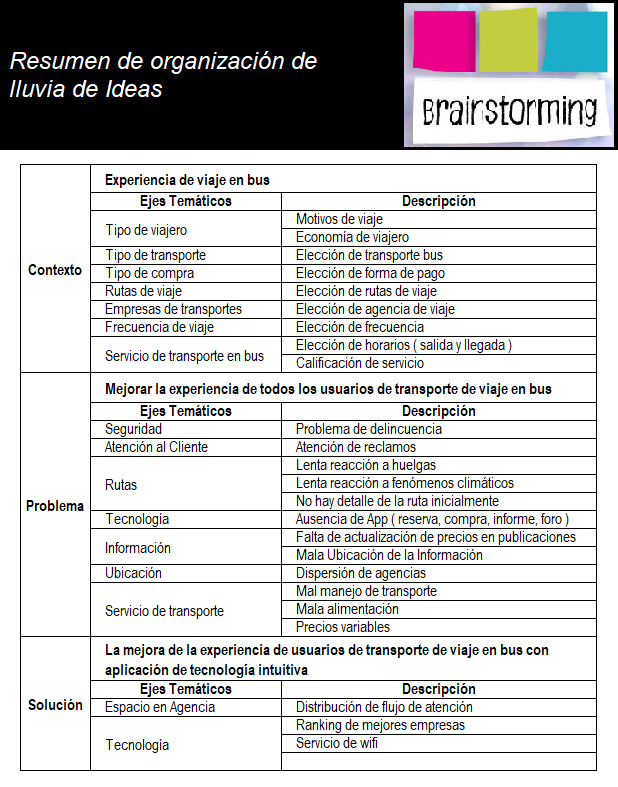 Resumen de organización de
lluvia de Ideas
Brainstorming
Contexto
Experiencia de viaje en bus
Ejes Temáticos Descripción
Tipo de viajero
Motivos de viaje
Economía de viajero
Tipo de transporte Elección de transporte bus
Tipo de compra Elección de forma de pago
Rutas de viaje Elección de rutas de viaje
Empresas de transportes Elección de agencia de viaje
Frecuencia de viaje Elección de frecuencia
Servicio de transporte en bus
Elección de horarios ( salida y llegada )
Calificación de servicio
Problema
Mejorar la experiencia de todos los usuarios de transporte de viaje en bus
Ejes Temáticos Descripción
Seguridad Problema de delincuencia
Atención al Cliente Atención de reclamos
Rutas
Lenta reacción a huelgas
Lenta reacción a fenómenos climáticos
No hay detalle de la ruta inicialmente
Tecnología Ausencia de App ( reserva, compra, informe, foro )
Información
Falta de actualización de precios en publicaciones
Mala Ubicación de la Información
Ubicación Dispersión de agencias
Servicio de transporte
Mal manejo de transporte
Mala alimentación
Precios variables
Solución
La mejora de la experiencia de usuarios de transporte de viaje en bus con
aplicación de tecnología intuitiva
Ejes Temáticos Descripción
Espacio en Agencia Distribución de flujo de atención
Tecnología
Ranking de mejores empresas
Servicio de wifi